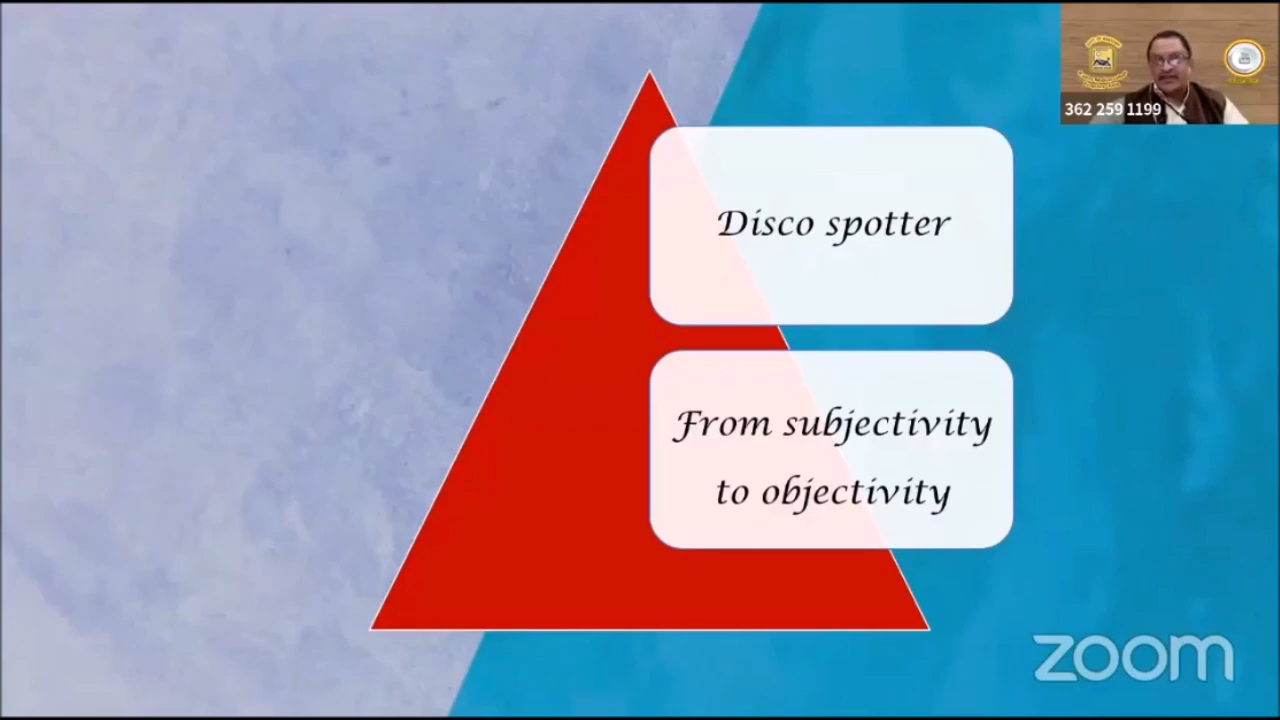 362 259 1199
Disco spotter
From subjectivity
to objectivity
zoom